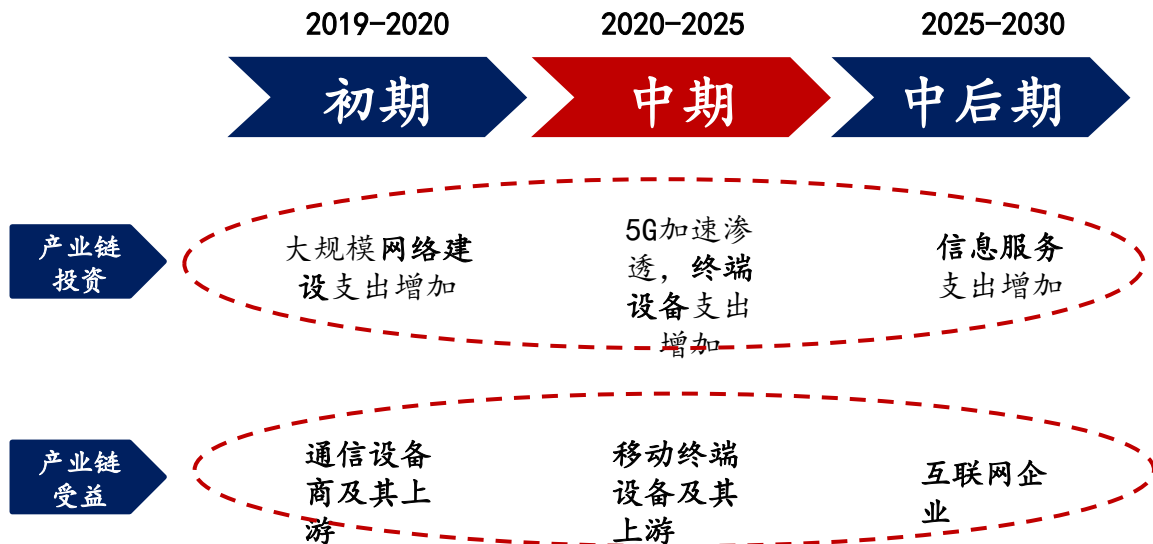 2019-2020
2020-2025
2025-2030
初期
中期
中后期
产业链
投资
大规模网络建
设支出增加
5G加速渗
透，终端
设备支出
增加
信息服务
支出增加
产业链
受益
通信设备
商及其上
游
移动终端
设备及其
上游
互联网企
业